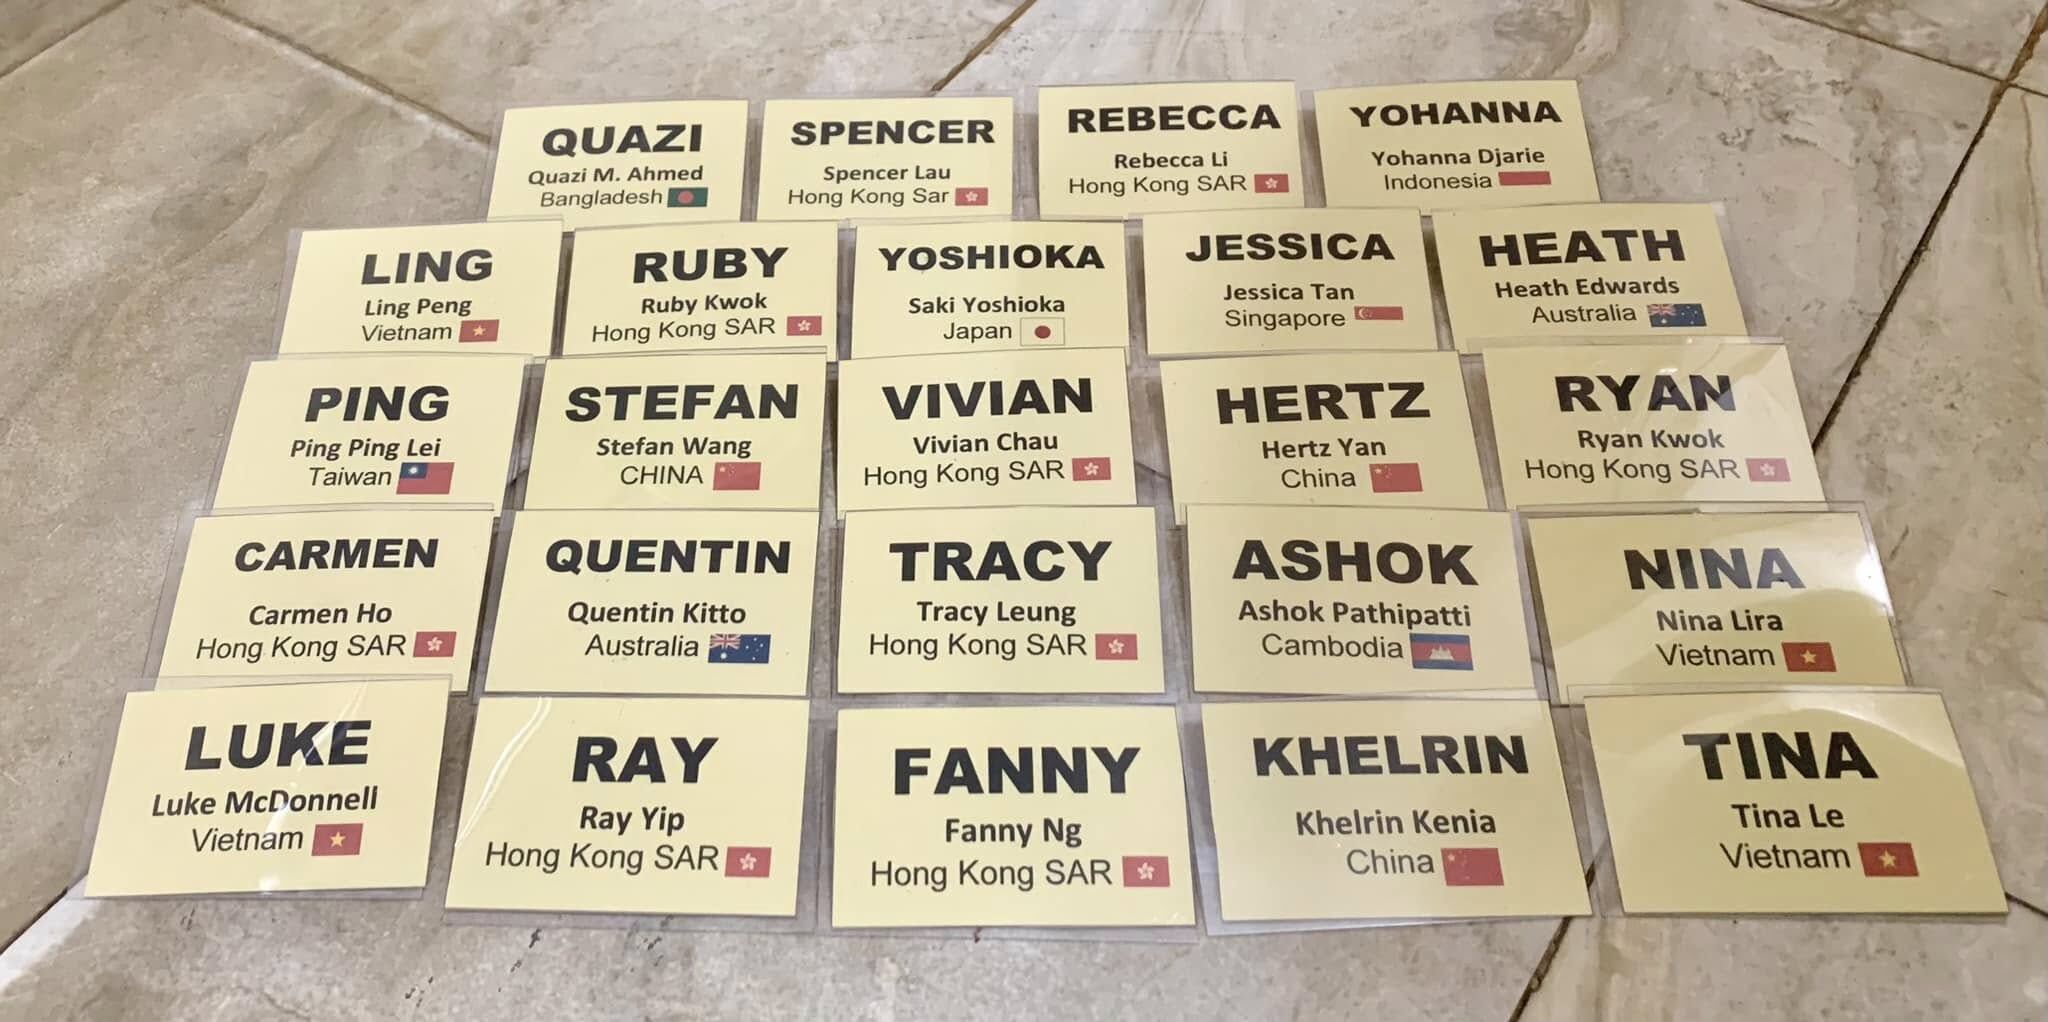 QUAZI
Quazi M. Ahmed
Bangladesh
SPENCER
Spencer Lau
Hong Kong Sar
REBECCA
Rebecca Li
Hong Kong SAR
YOHANNA
Yohanna Djarie
Indonesia
LING
Ling Peng
Vietnam
RUBY
Ruby Kwok
Hong Kong SAR
YOSHIOKA
Saki Yoshioka
Japan
JESSICA
Jessica Tan
Singapore
HEATH
Heath Edwards
Australia
PING
Ping Ping Lei
Taiwan
STEFAN
Stefan Wang
CHINA
VIVIAN
Vivian Chau
Hong Kong SAR
HERTZ
Hertz Yan
China
RYAN
Ryan Kwok
Hong Kong SAR
CARMEN
Carmen Ho
Hong Kong SAR
QUENTIN
Quentin Kitto
Australia
TRACY
Tracy Leung
Hong Kong SAR
ASHOK
Ashok Pathipatti
Cambodia
NINA
Nina Lira
Vietnam
LUKE
Luke McDonnell
Vietnam
RAY
Ray Yip
Hong Kong SAR
FANNY
Fanny Ng
Hong Kong SAR
KHELRIN
Khelrin Kenia
China
TINA
Tina Le
Vietnam